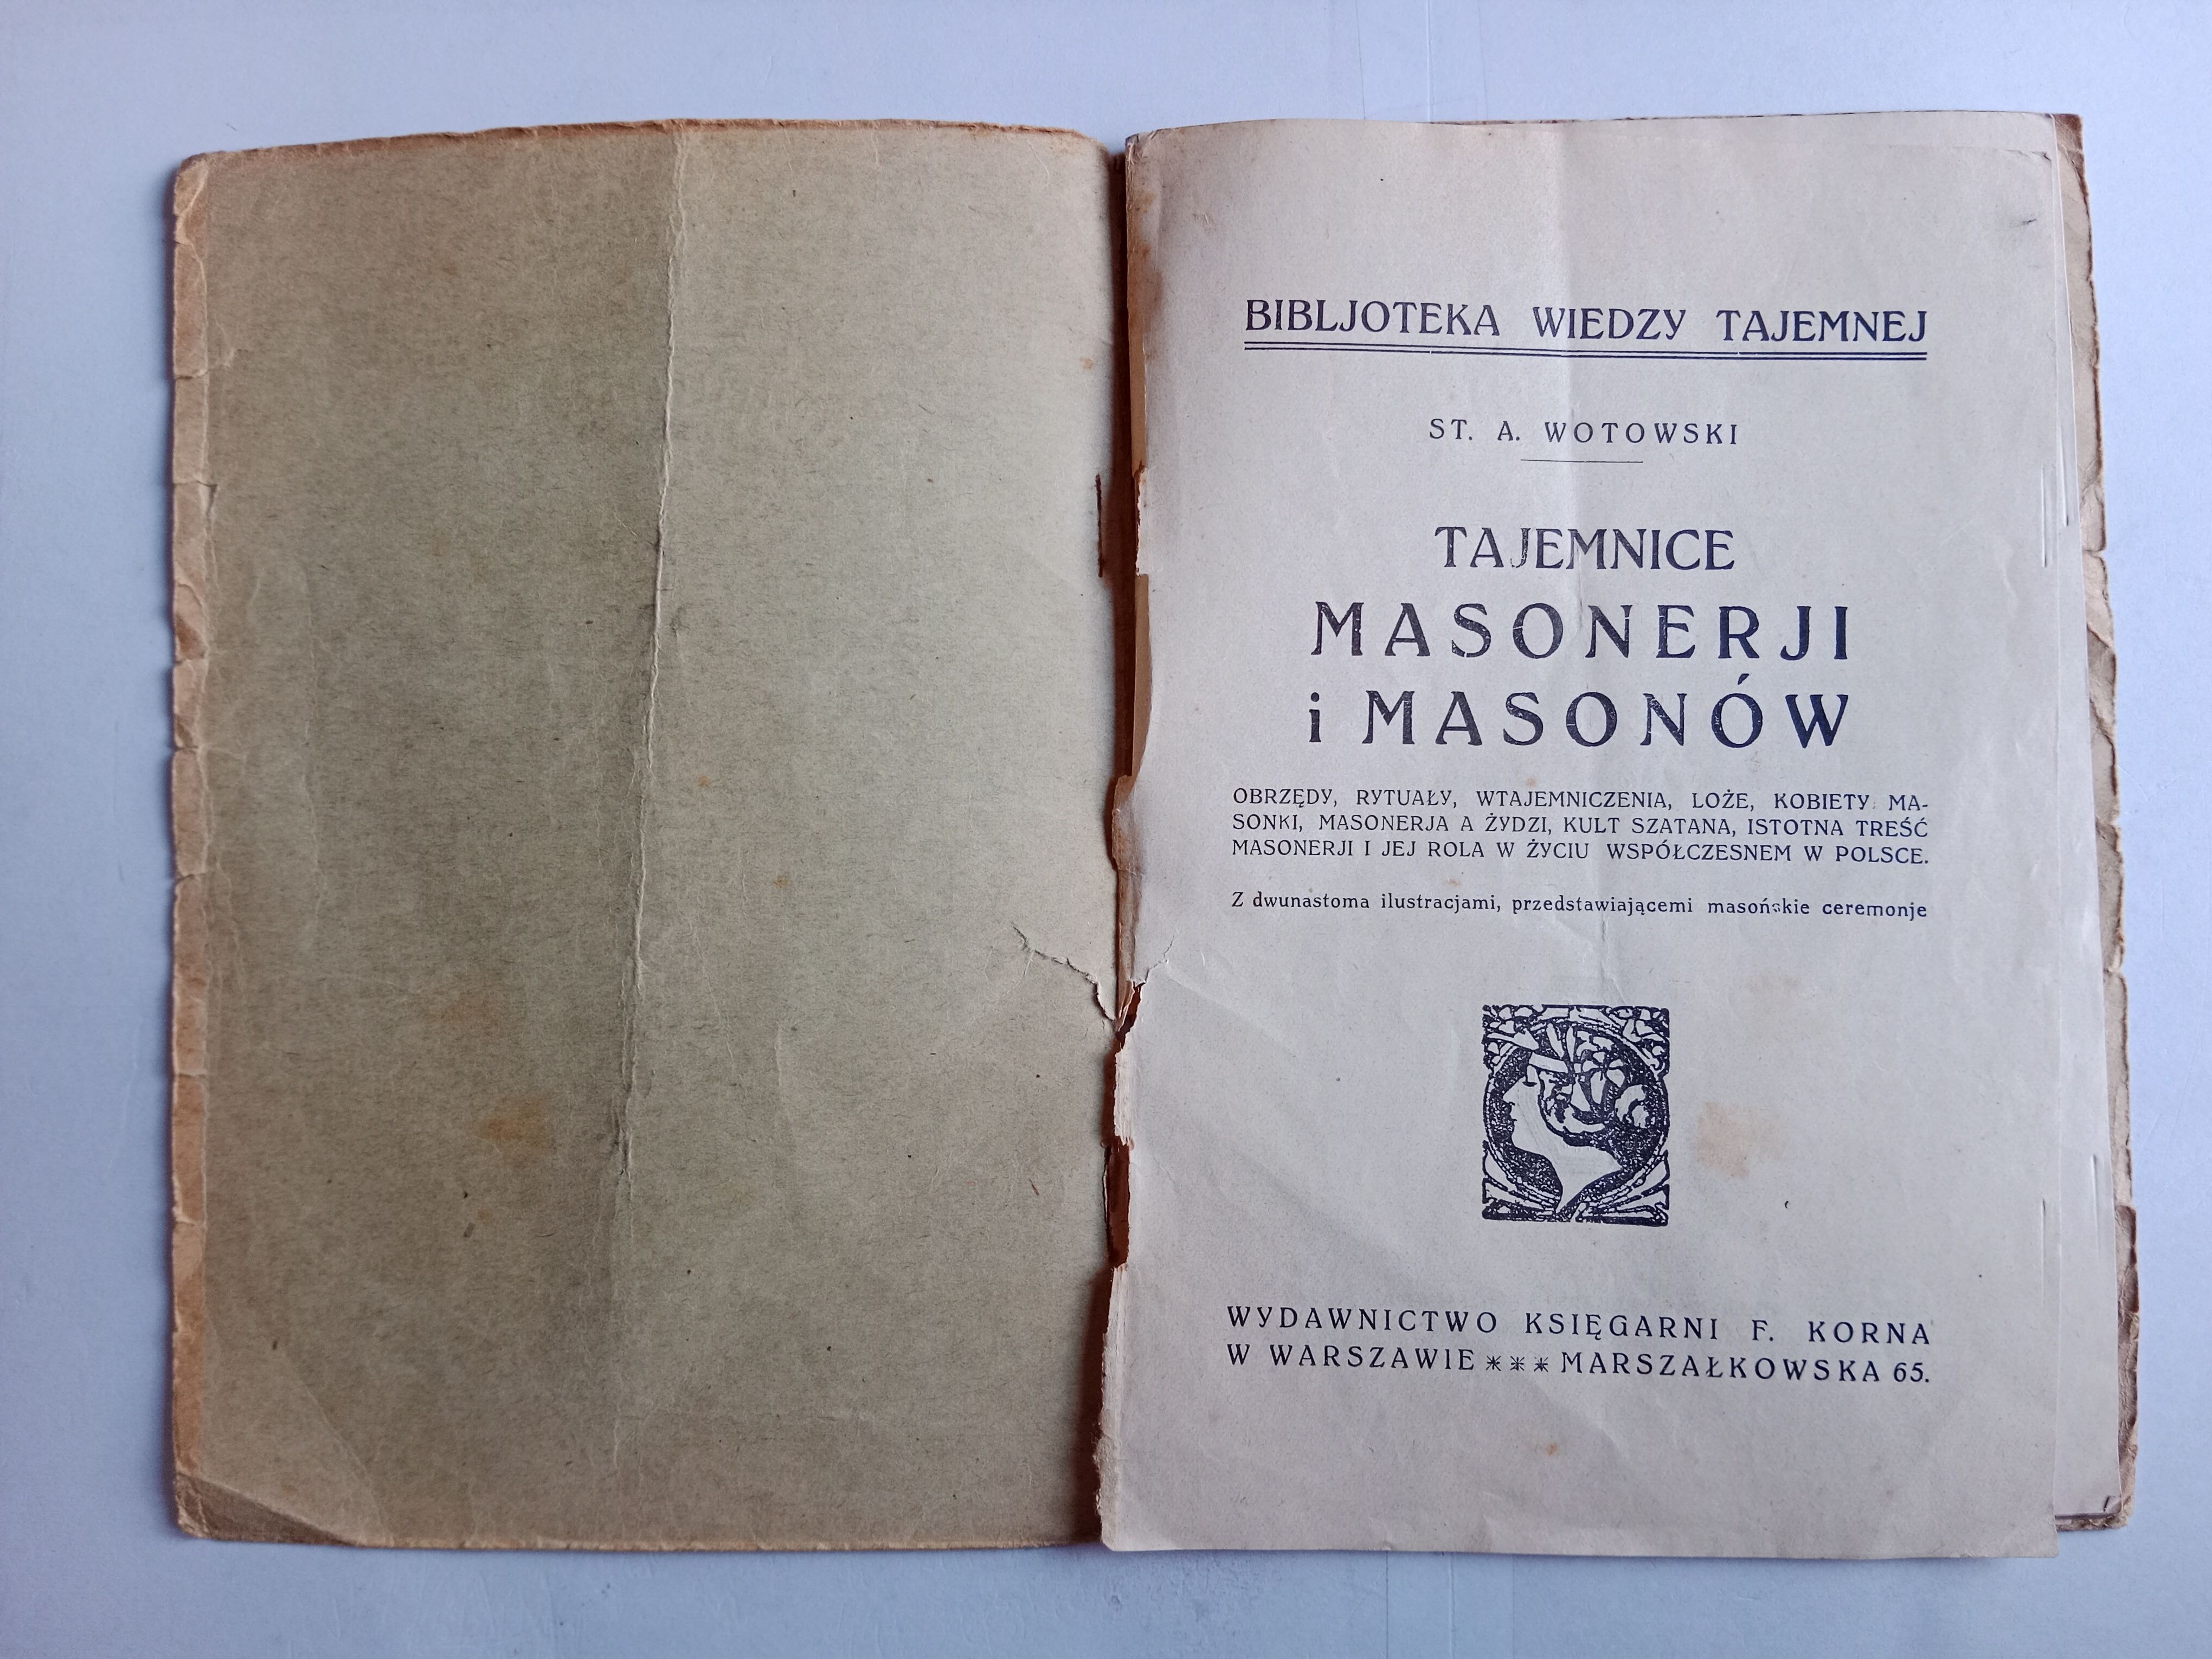 BIBLJOTEKA WIEDZY TAJEMNEJ
ST. A. WOTOWSKI
TAJEMNICE
MASONERJI
i MASONÓW
OBRZĘDY, RYTUAŁY, WTAJEMNICZENIA, LOŻE, KOBIETY MA-
SONKI, MASONERJA A ŻYDZI, KULT SZATANA, ISTOTNA TREŚĆ
MASONERJI I JEJ ROLA W ŻYCIU WSPÓŁCZESNEM W POLSCE.
Z dwunastoma ilustracjami, przedstawiającemi masońskie ceremonje
WYDAWNICTWO KSIĘGARNI F. KORNA
W WARSZAWIE *** MARSZAŁKOWSKA 65.